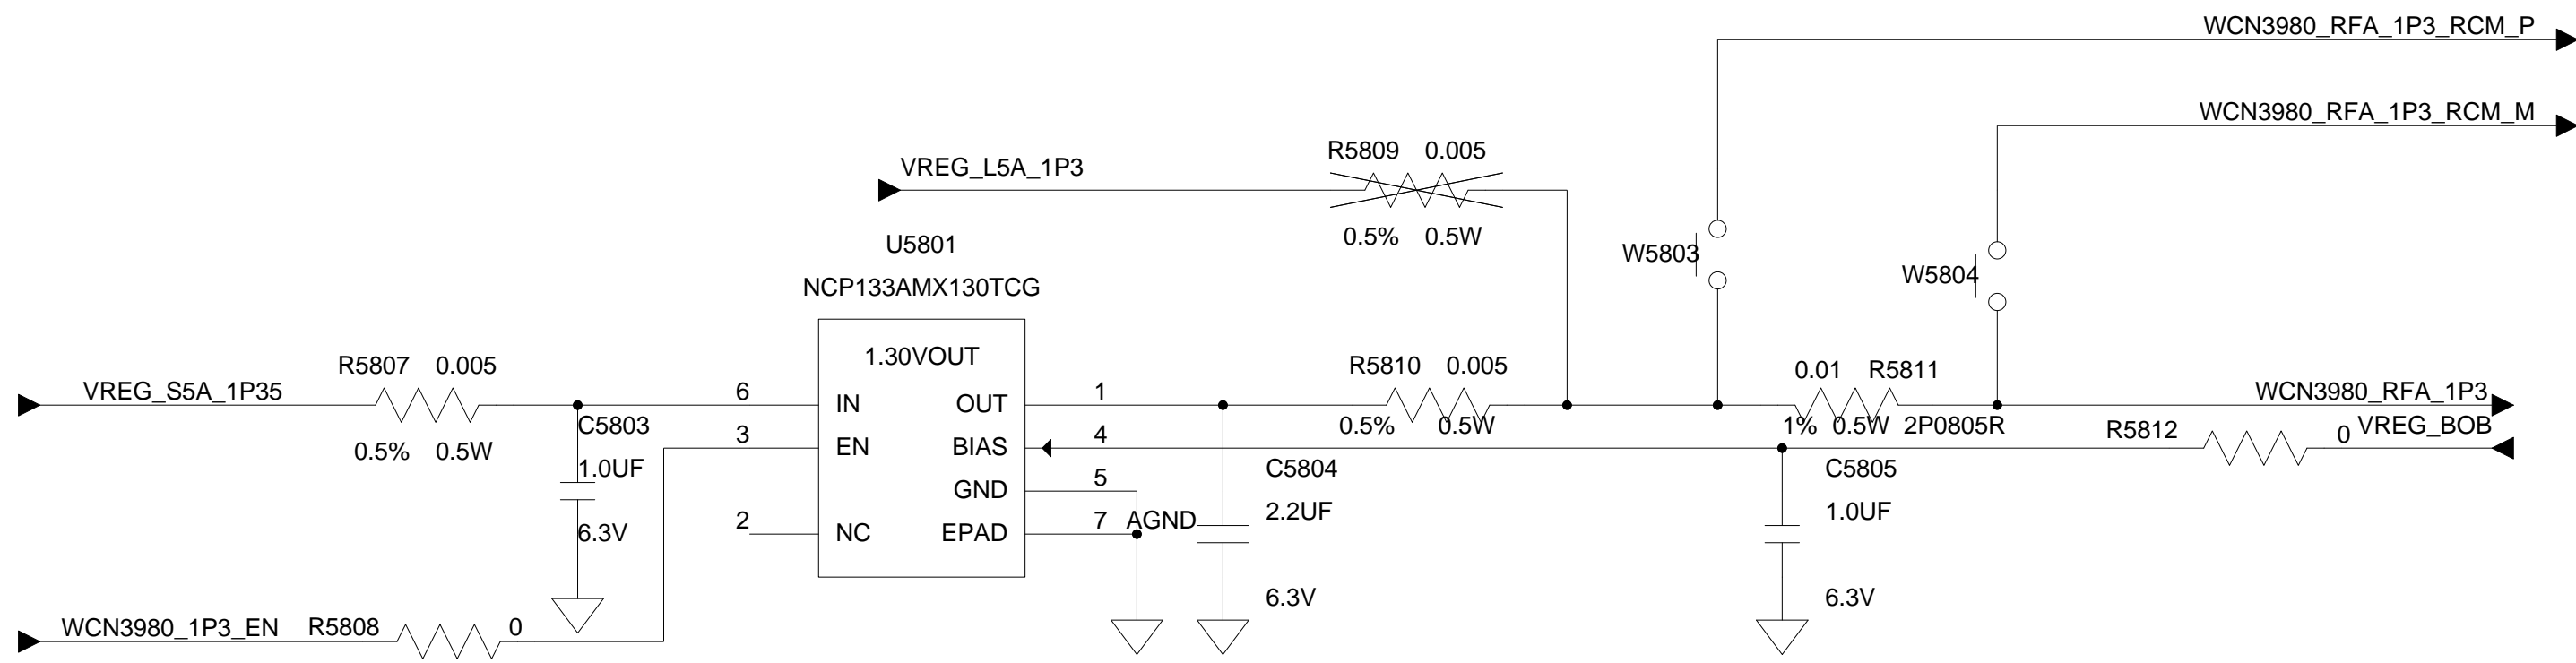 WCN3980_RFA_1P3_RCM_P
WCN3980_RFA_1P3_RCM_M
R5809 0.005
VREG_L5A_1P3
0.5% 0.5W
U5801
W5803
W5804
NCP133AMX130TCG
1.30VOUT
R5807 0.005
R5810 0.005
0.01 R5811
VREG_S5A_1P35
6 IN OUT 1
WCN3980_RFA_1P3
C5803
0.5% 0.5W
1% 0.5W 2P0805R
R5812 0 VREG_BOB
0.5% 0.5W
3 EN BIAS 4
1.0UF
C5804
C5805
GND 5
2.2UF
1.0UF
2 NC EPAD 7 AGND
6.3V
6.3V
6.3V
WCN3980_1P3_EN R5808 0